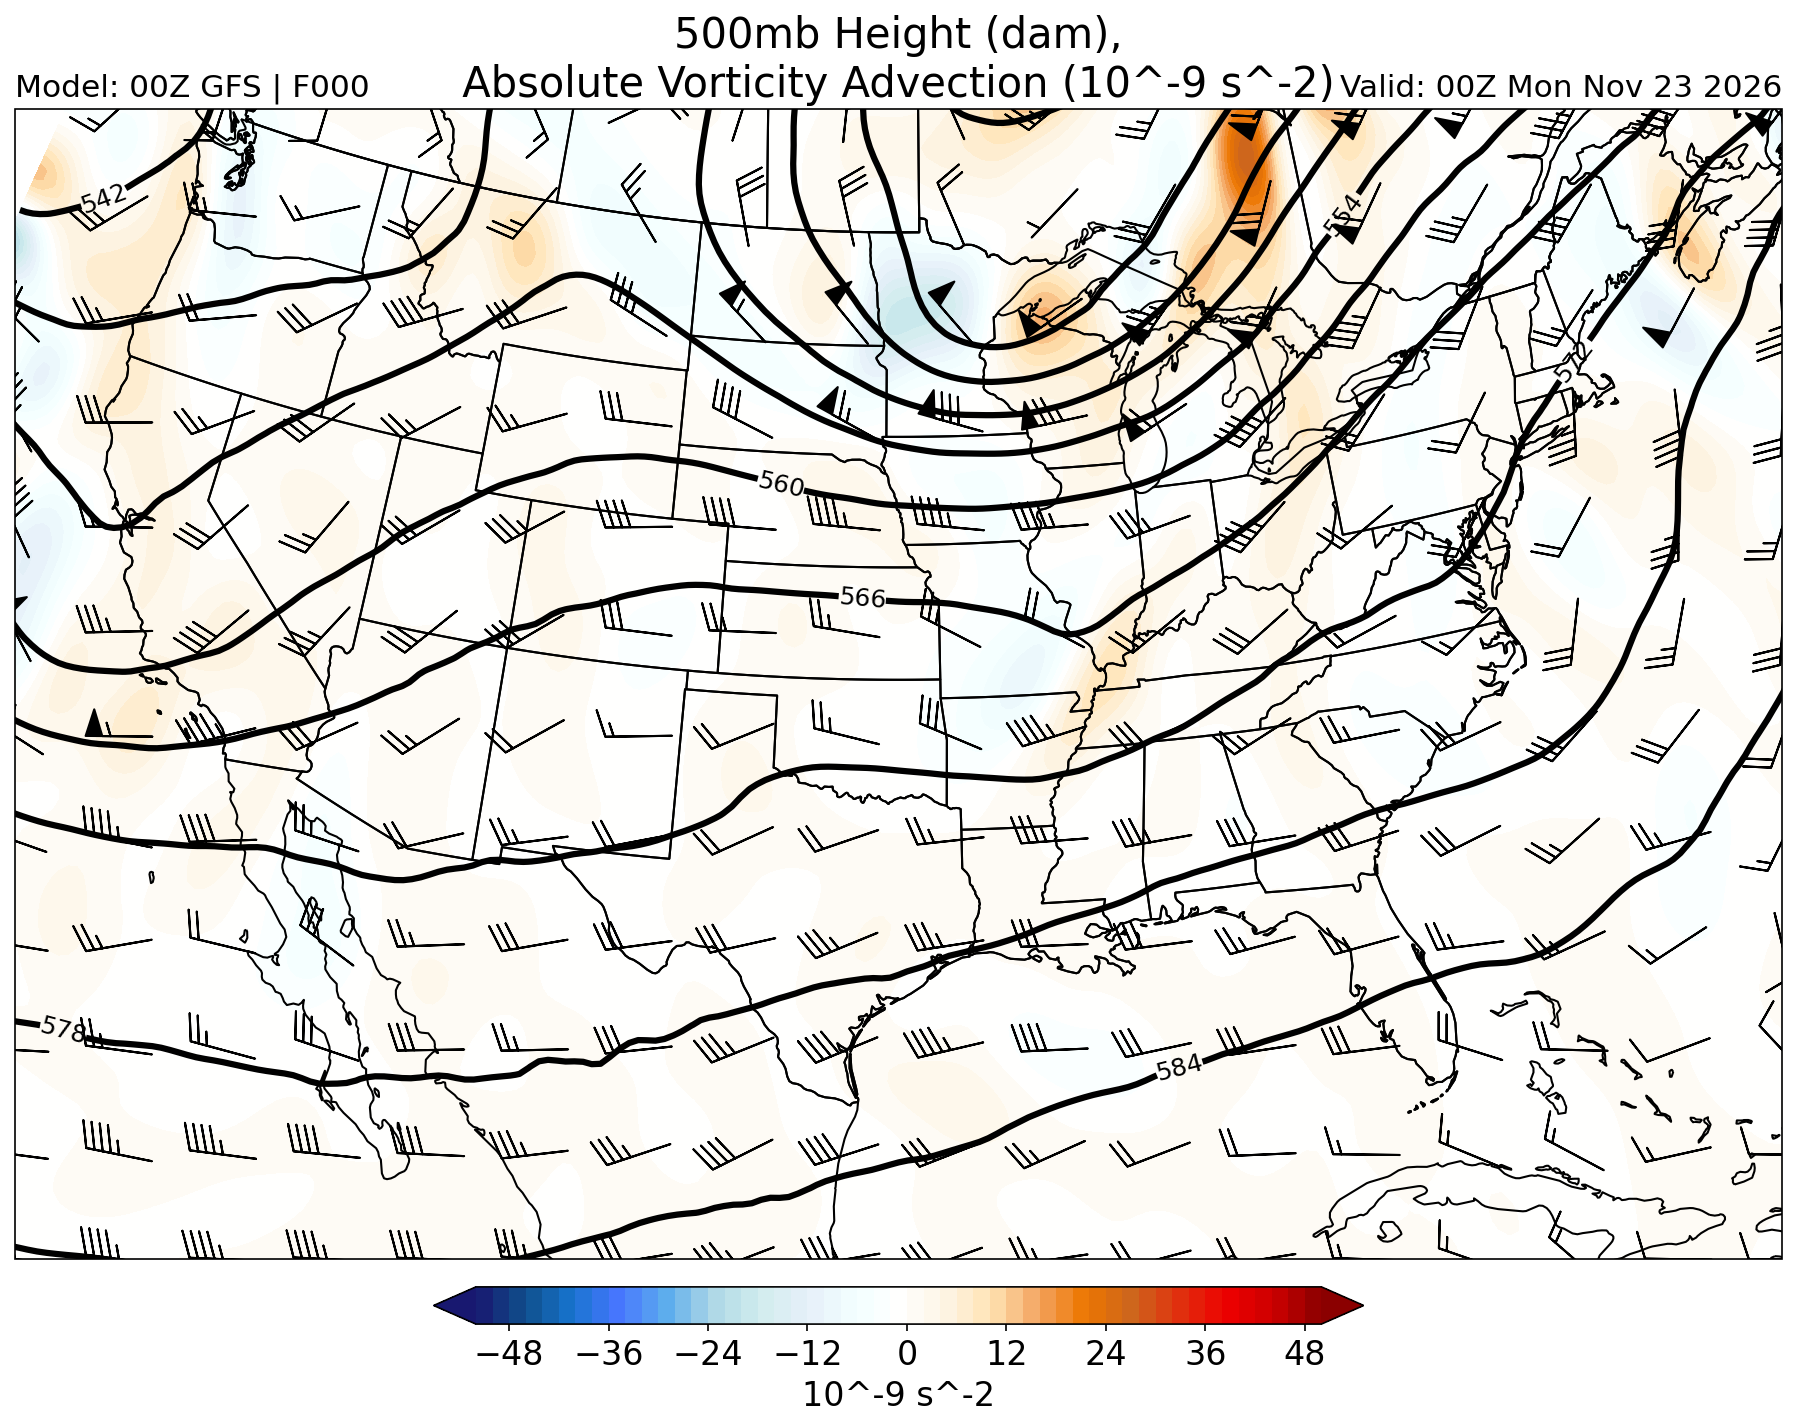 500mb Height (dam),
Model: 00Z GFS | F000
Absolute Vorticity Advection (10^-9 s^-2)
Valid: 00Z Mon Nov 23 2026
542
554
560
566
578
584
−48 −36 −24 −12 0 12 24 36 48
10^-9 s^-2